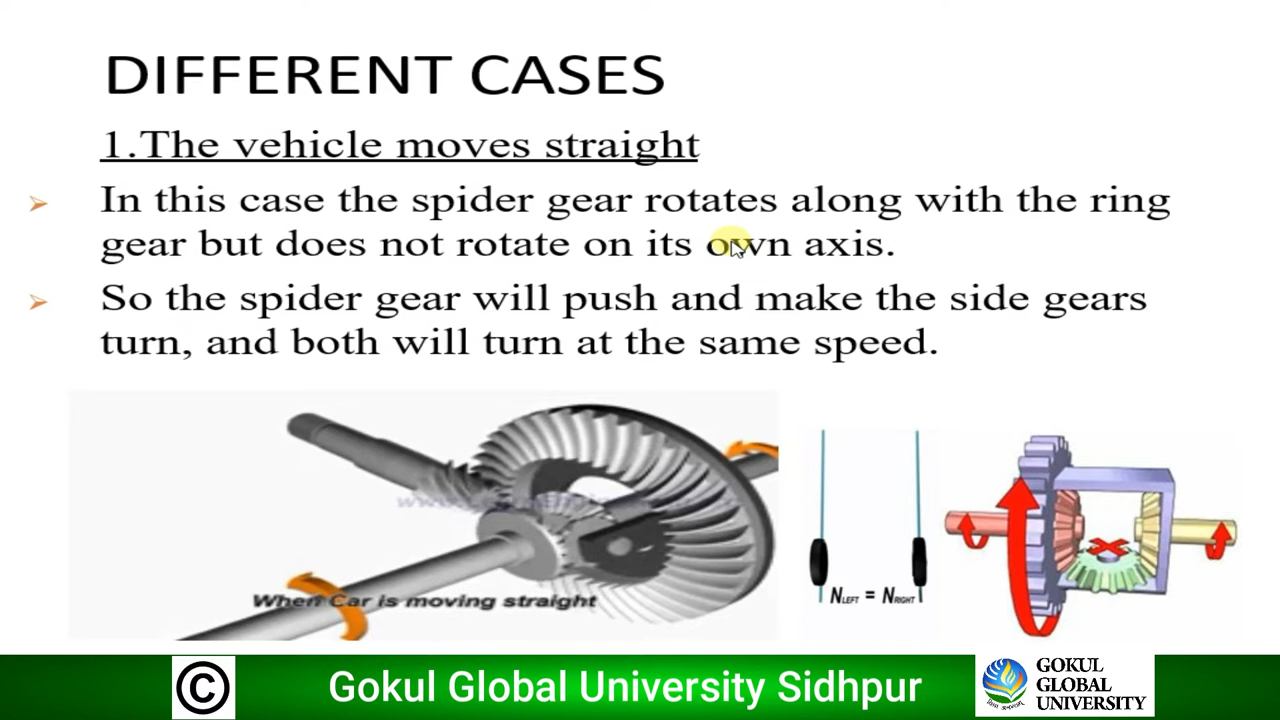 DIFFERENT CASES
1.The vehicle moves straight
In this case the spider gear rotates along with the ring
gear but does not rotate on its own axis.
So the spider gear will push and make the side gears
turn, and both will turn at the same speed.
When Car is moving straight
NLEFT = NRIGHT
©
Gokul Global University Sidhpur
GOKUL
GLOBAL
UNIVERSITY